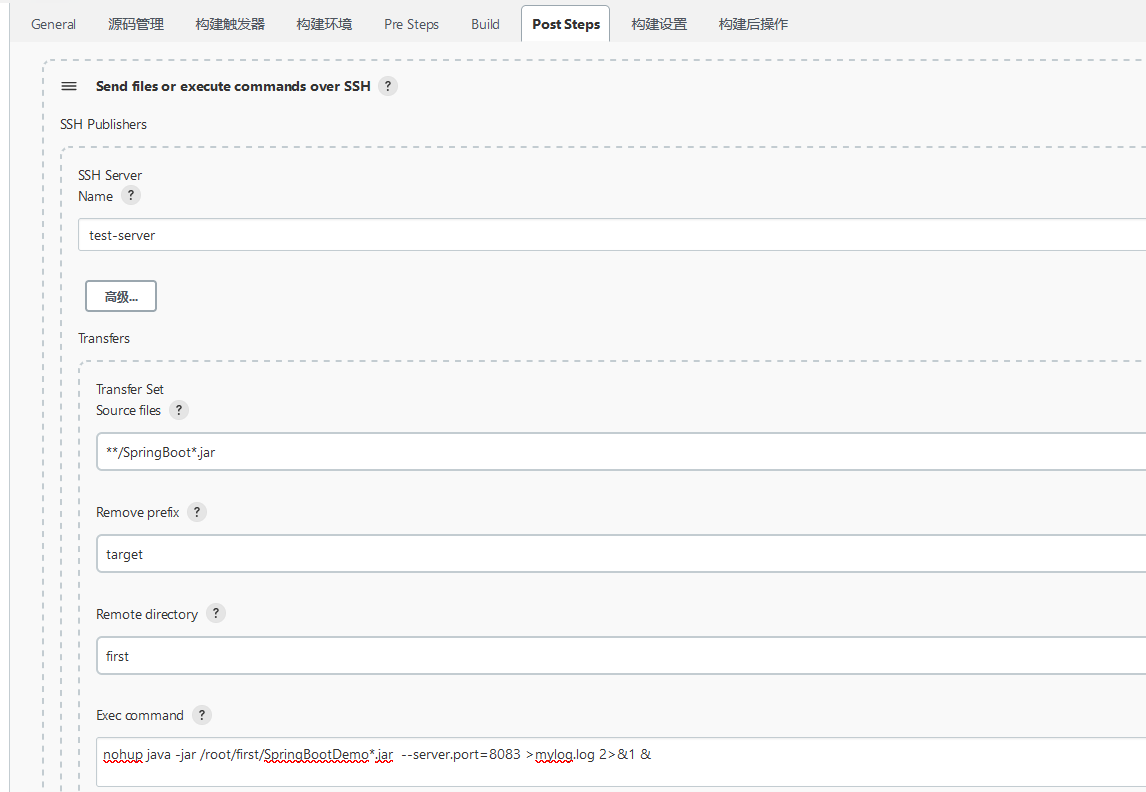 General 源码管理 构建触发器 构建环境 Pre Steps Build Post Steps 构建设置 构建后操作
Send files or execute commands over SSH ?
SSH Publishers
SSH Server
Name ?
test-server
高级...
Transfers
Transfer Set
Source files ?
**/SpringBoot*.jar
Remove prefix ?
target
Remote directory ?
first
Exec command ?
nohup java -jar /root/first/SpringBootDemo*.jar  --server.port=8083 >mylog.log 2>&1 &